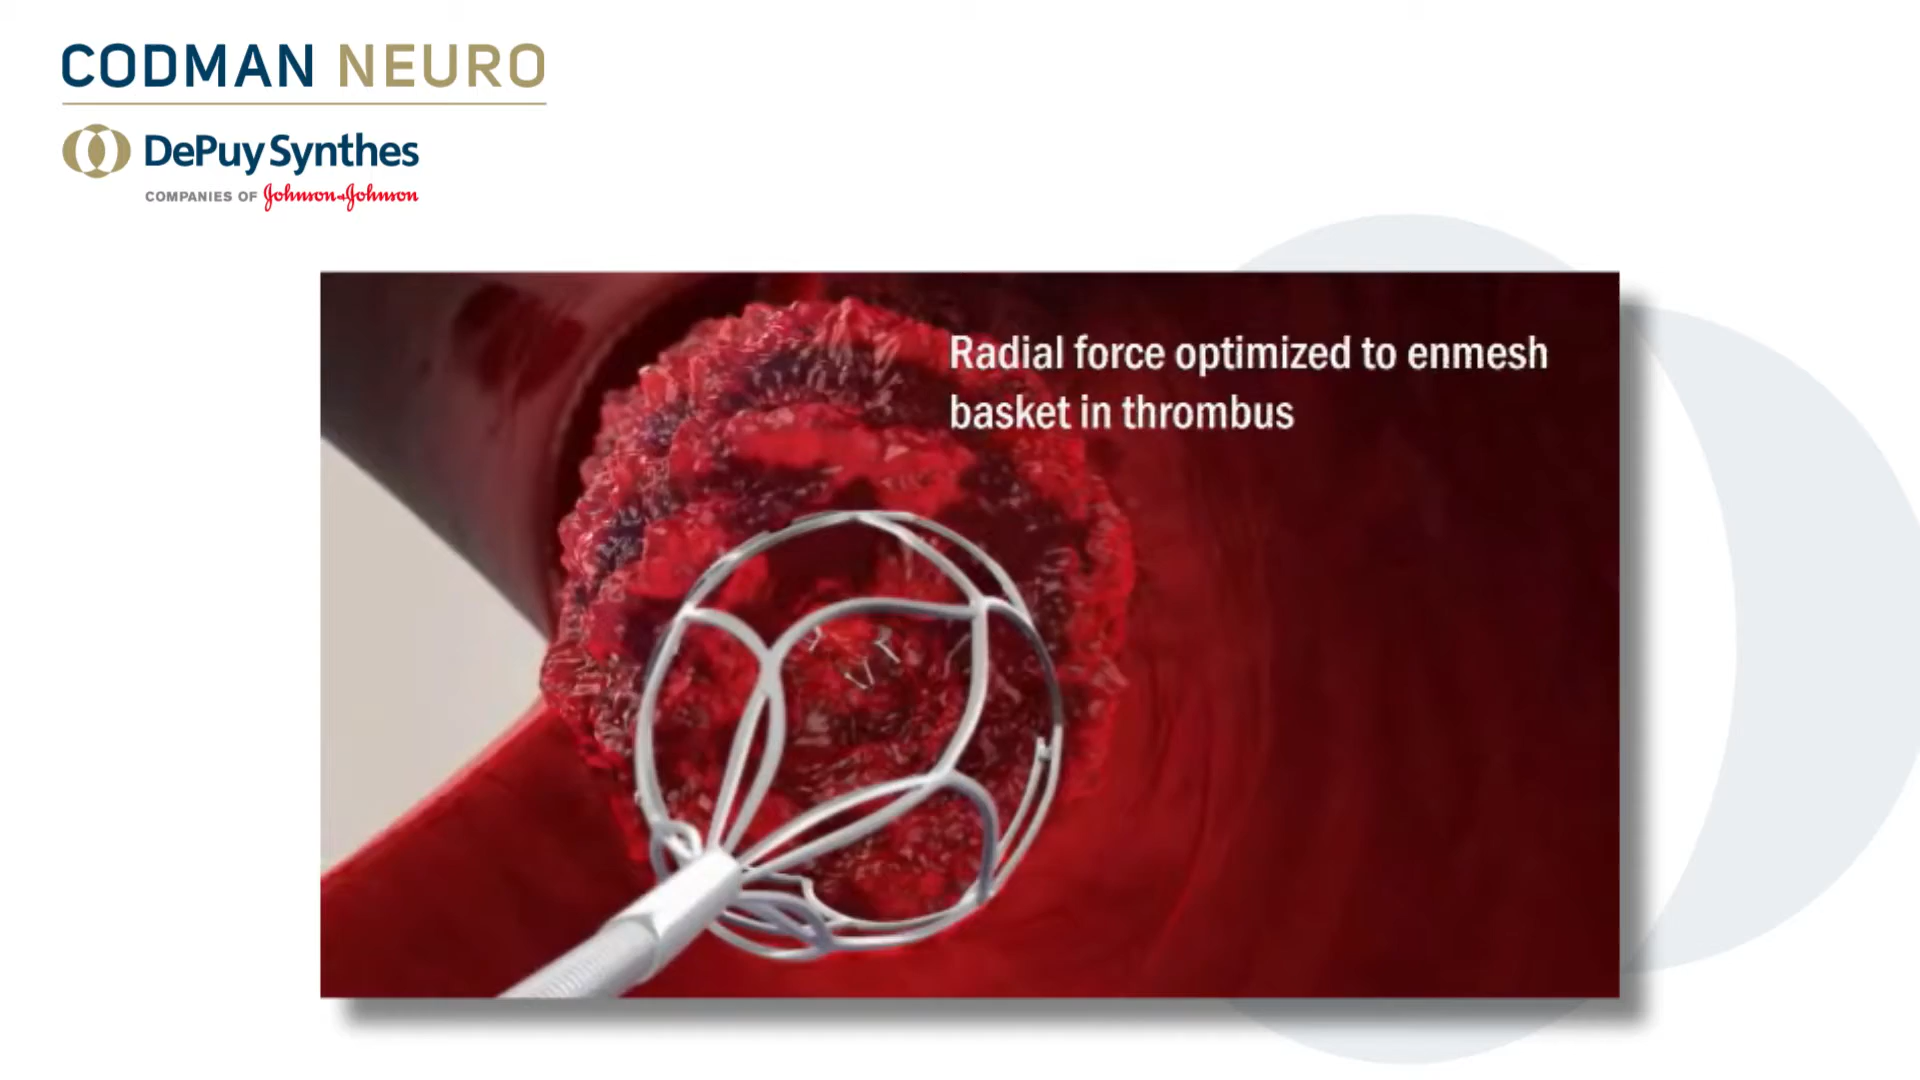 CODMAN NEURO
DePuy Synthes
COMPANIES OF Johnson&Johnson
Radial force optimized to enmesh
basket in thrombus